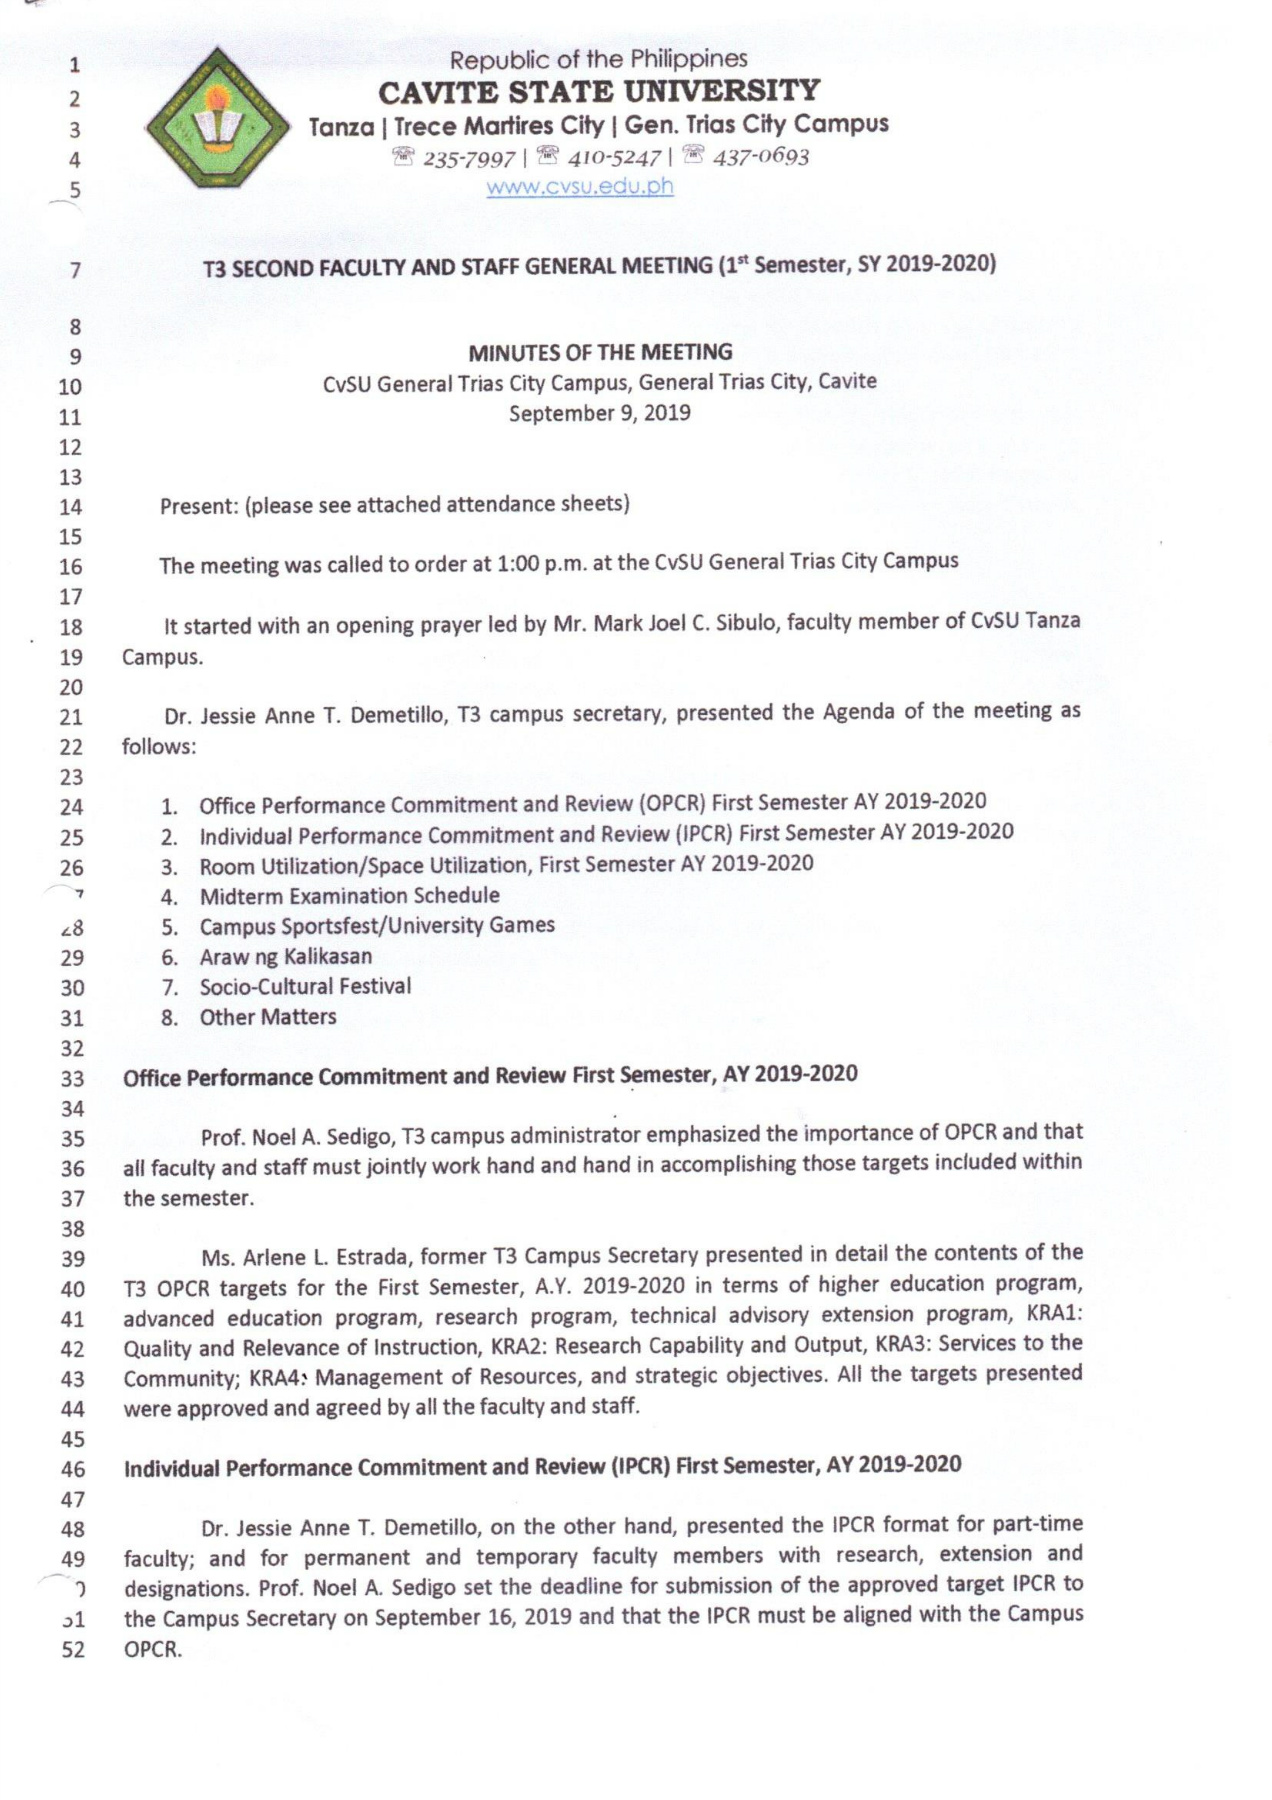 1 Republic of the Philippines
2 CAVITE STATE UNIVERSITY
3 Tanza | Trece Martires City | Gen. Trias City Campus
4 ☏ 235-7997 | ☏ 410-5247 | ☏ 437-0693
5 www.cvsu.edu.ph
7 T3 SECOND FACULTY AND STAFF GENERAL MEETING (1st Semester, SY 2019-2020)
8
9 MINUTES OF THE MEETING
10 CvSU General Trias City Campus, General Trias City, Cavite
11 September 9, 2019
12
13
14 Present: (please see attached attendance sheets)
15
16 The meeting was called to order at 1:00 p.m. at the CvSU General Trias City Campus
17
18 It started with an opening prayer led by Mr. Mark Joel C. Sibulo, faculty member of CvSU Tanza
19 Campus.
20
21 Dr. Jessie Anne T. Demetillo, T3 campus secretary, presented the Agenda of the meeting as
22 follows:
23
24 1. Office Performance Commitment and Review (OPCR) First Semester AY 2019-2020
25 2. Individual Performance Commitment and Review (IPCR) First Semester AY 2019-2020
26 3. Room Utilization/Space Utilization, First Semester AY 2019-2020
7 4. Midterm Examination Schedule
28 5. Campus Sportsfest/University Games
29 6. Araw ng Kalikasan
30 7. Socio-Cultural Festival
31 8. Other Matters
32
33 Office Performance Commitment and Review First Semester, AY 2019-2020
34
35 Prof. Noel A. Sedigo, T3 campus administrator emphasized the importance of OPCR and that
36 all faculty and staff must jointly work hand and hand in accomplishing those targets included within
37 the semester.
38
39 Ms. Arlene L. Estrada, former T3 Campus Secretary presented in detail the contents of the
40 T3 OPCR targets for the First Semester, A.Y. 2019-2020 in terms of higher education program,
41 advanced education program, research program, technical advisory extension program, KRA1:
42 Quality and Relevance of Instruction, KRA2: Research Capability and Output, KRA3: Services to the
43 Community; KRA4: Management of Resources, and strategic objectives. All the targets presented
44 were approved and agreed by all the faculty and staff.
45
46 Individual Performance Commitment and Review (IPCR) First Semester, AY 2019-2020
47
48 Dr. Jessie Anne T. Demetillo, on the other hand, presented the IPCR format for part-time
49 faculty; and for permanent and temporary faculty members with research, extension and
designations. Prof. Noel A. Sedigo set the deadline for submission of the approved target IPCR to
51 the Campus Secretary on September 16, 2019 and that the IPCR must be aligned with the Campus
52 OPCR.